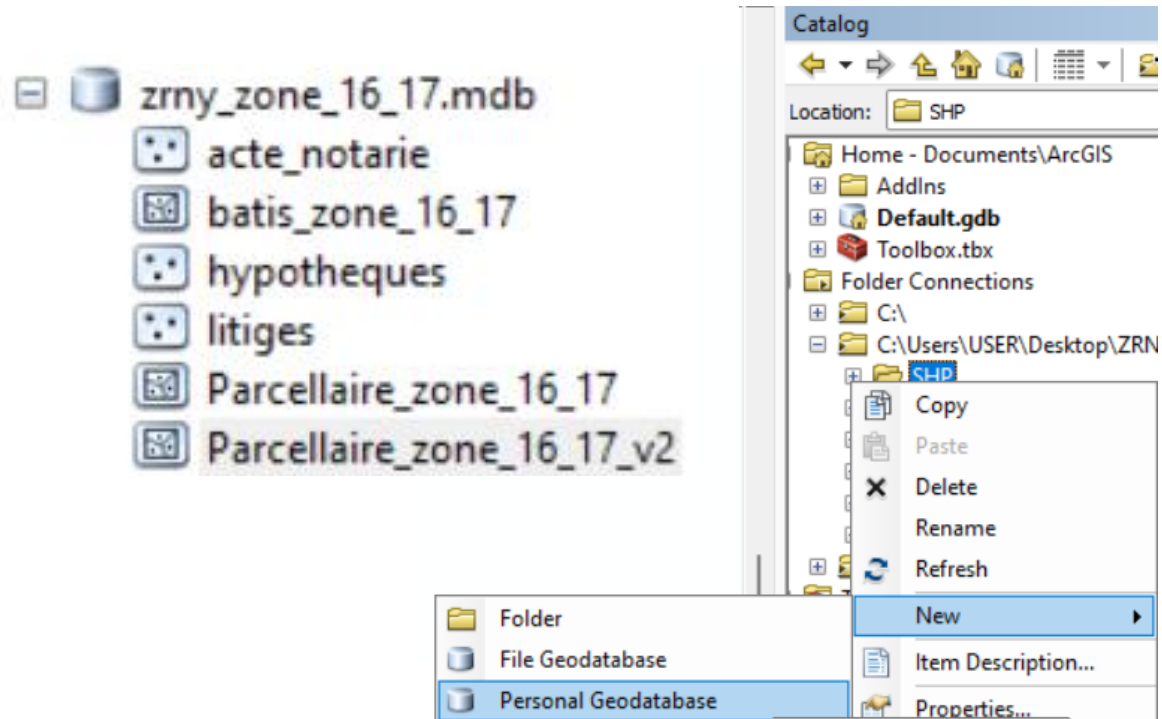 zrny_zone_16_17.mdb
acte_notarie
batis_zone_16_17
hypotheques
litiges
Parcellaire_zone_16_17
Parcellaire_zone_16_17_v2
Catalog
Location: SHP
Home - Documents\ArcGIS
AddIns
Default.gdb
Toolbox.tbx
Folder Connections
C:\
C:\Users\USER\Desktop\ZRN
SHP
Copy
Paste
Delete
Rename
Refresh
New
Item Description...
Properties...
Folder
File Geodatabase
Personal Geodatabase